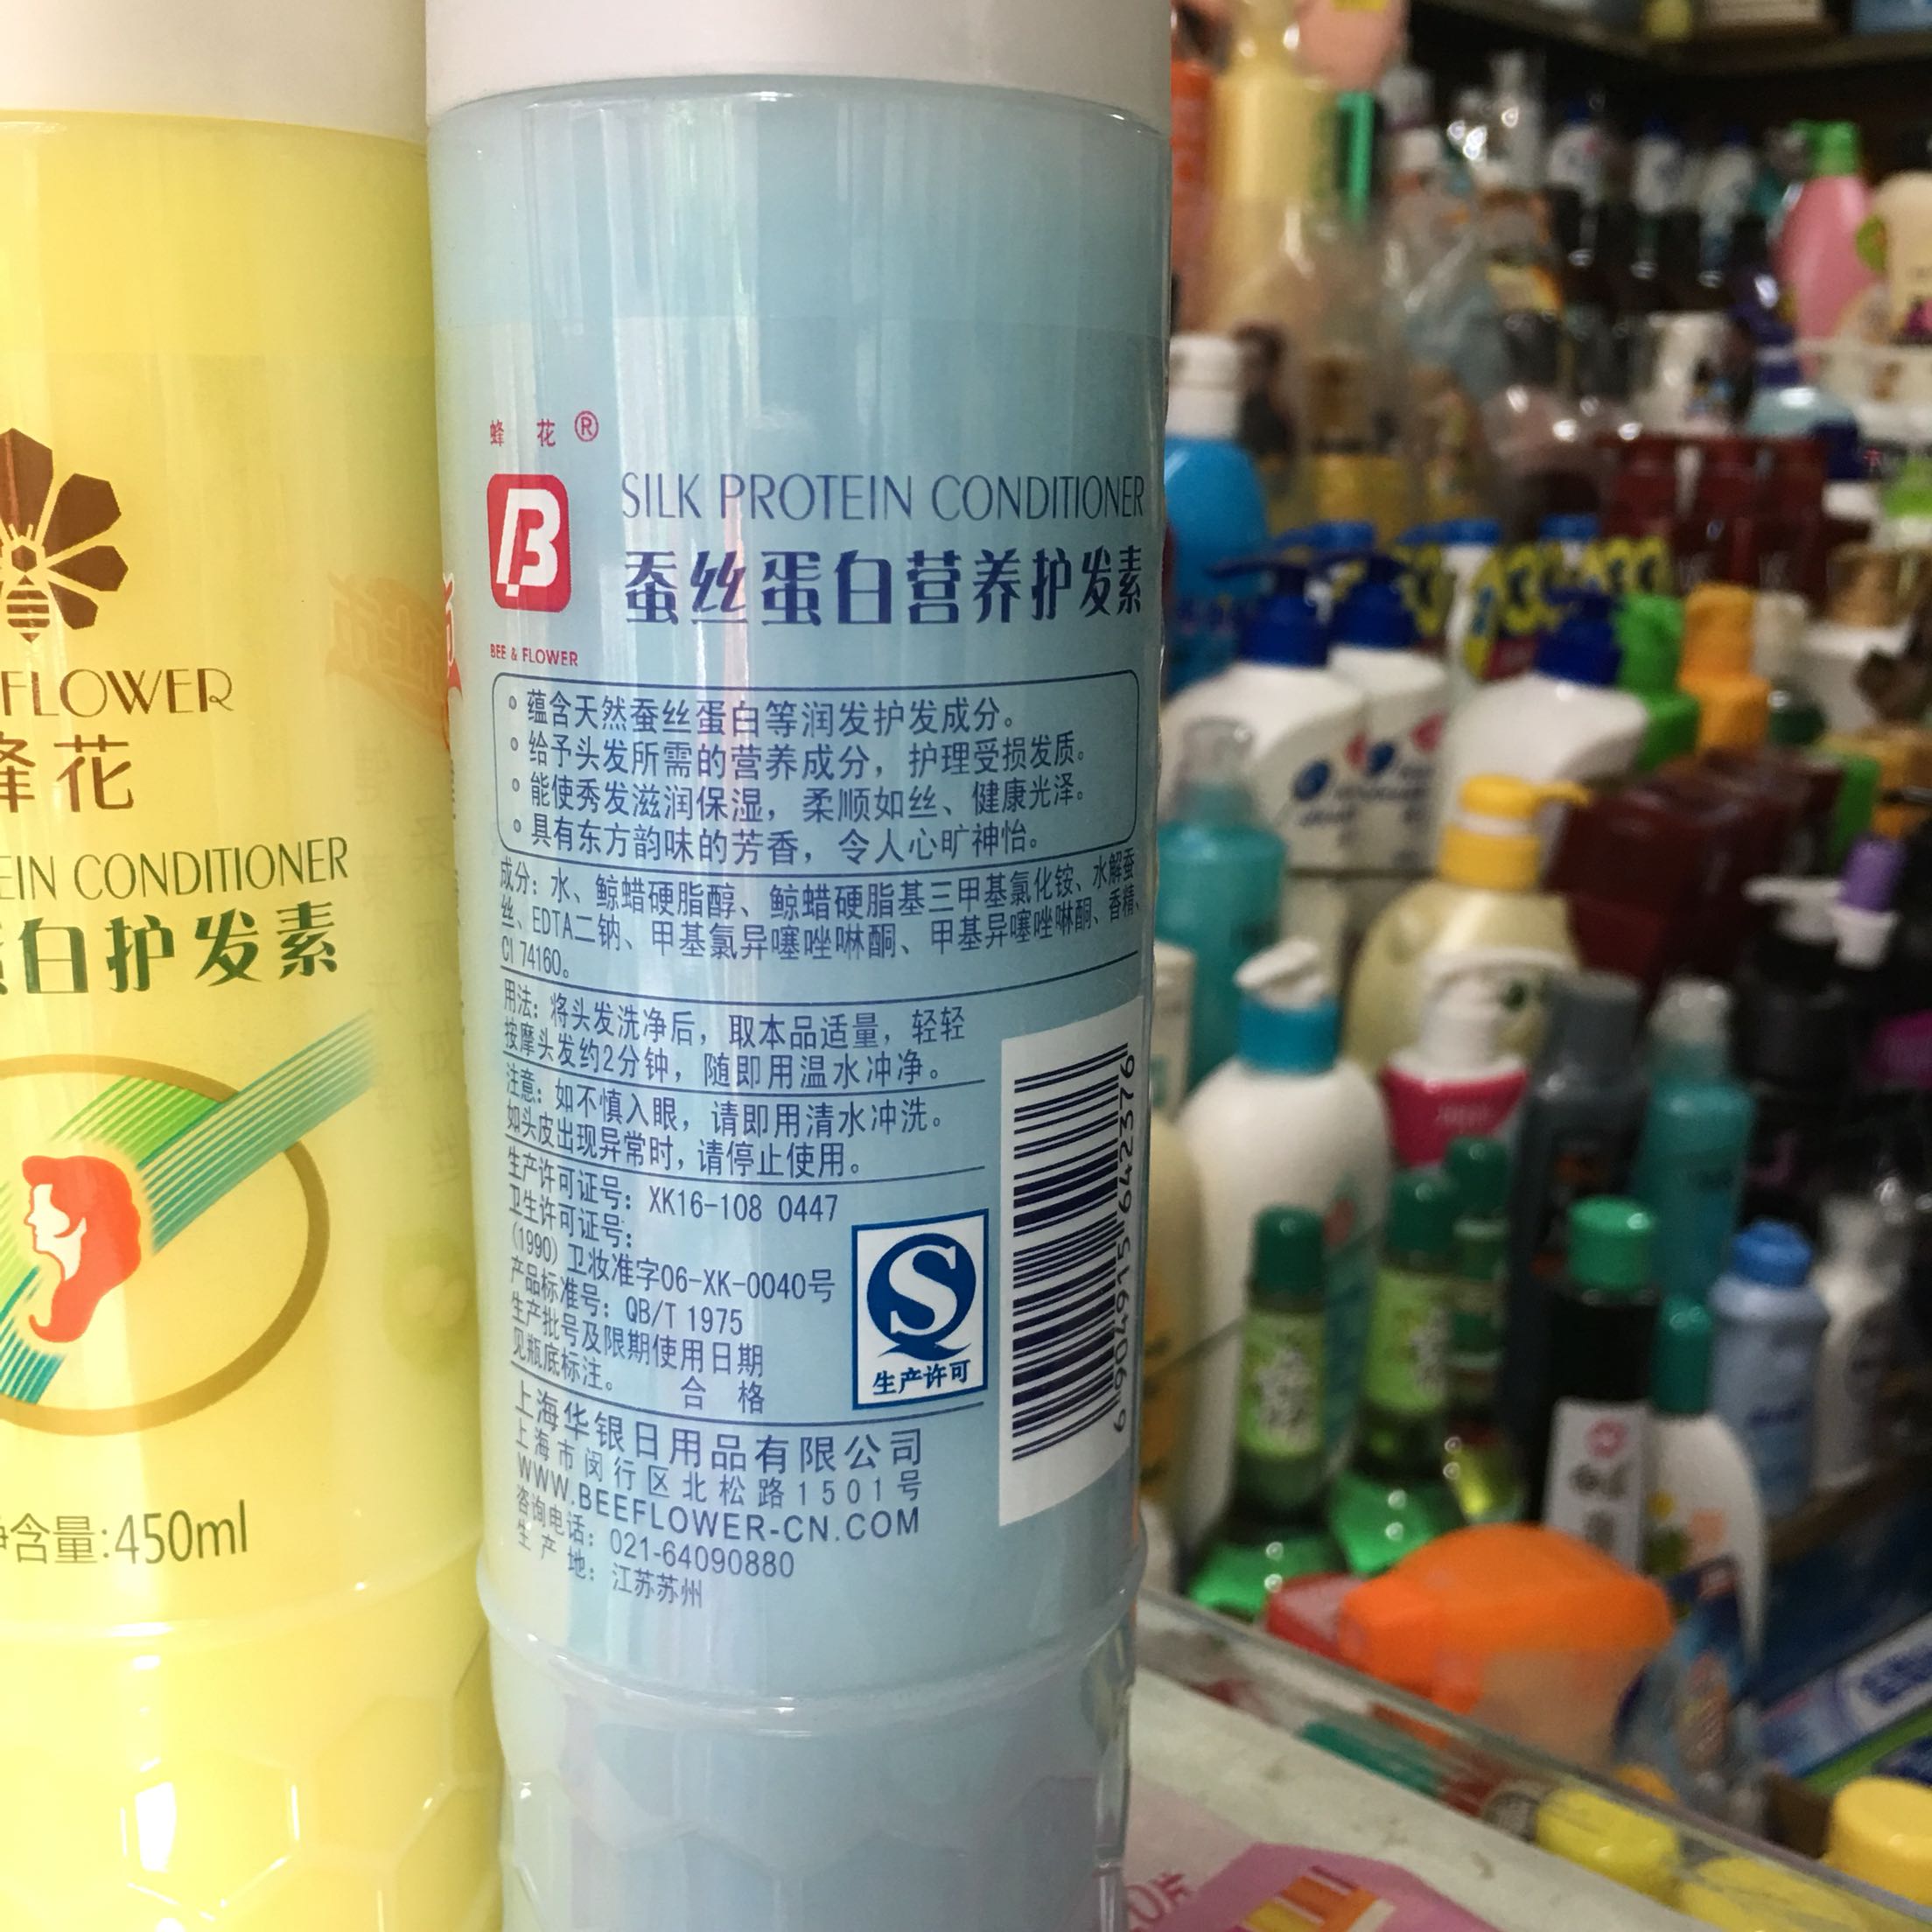 FLOWER
蜂花
EIN CONDITIONER
蛋白护发素
净含量:450ml
蜂 花 ®
B
BEE & FLOWER
SILK PROTEIN CONDITIONER
蚕丝蛋白营养护发素
◦ 蕴含天然蚕丝蛋白等润发护发成分。
◦ 给予头发所需的营养成分，护理受损发质。
◦ 能使秀发滋润保湿，柔顺如丝、健康光泽。
◦ 具有东方韵味的芳香，令人心旷神怡。
成分：水、鲸蜡硬脂醇、鲸蜡硬脂基三甲基氯化铵、水解蚕
丝、EDTA二钠、甲基氯异噻唑啉酮、甲基异噻唑啉酮、香精、
CI 74160。
用法：将头发洗净后，取本品适量，轻轻
按摩头发约2分钟，随即用温水冲净。
注意：如不慎入眼，请即用清水冲洗。
如头皮出现异常时，请停止使用。
生产许可证号：XK16-108 0447
卫生许可证号：
(1990)卫妆准字06-XK-0040号
产品标准号：QB/T 1975
生产批号及限期使用日期
见瓶底标注。 合 格
S
生产许可
6 904915 642376
上海华银日用品有限公司
上海市闵行区北松路1501号
WWW.BEEFLOWER-CN.COM
咨询电话：021-64090880
生 产 地：江苏苏州